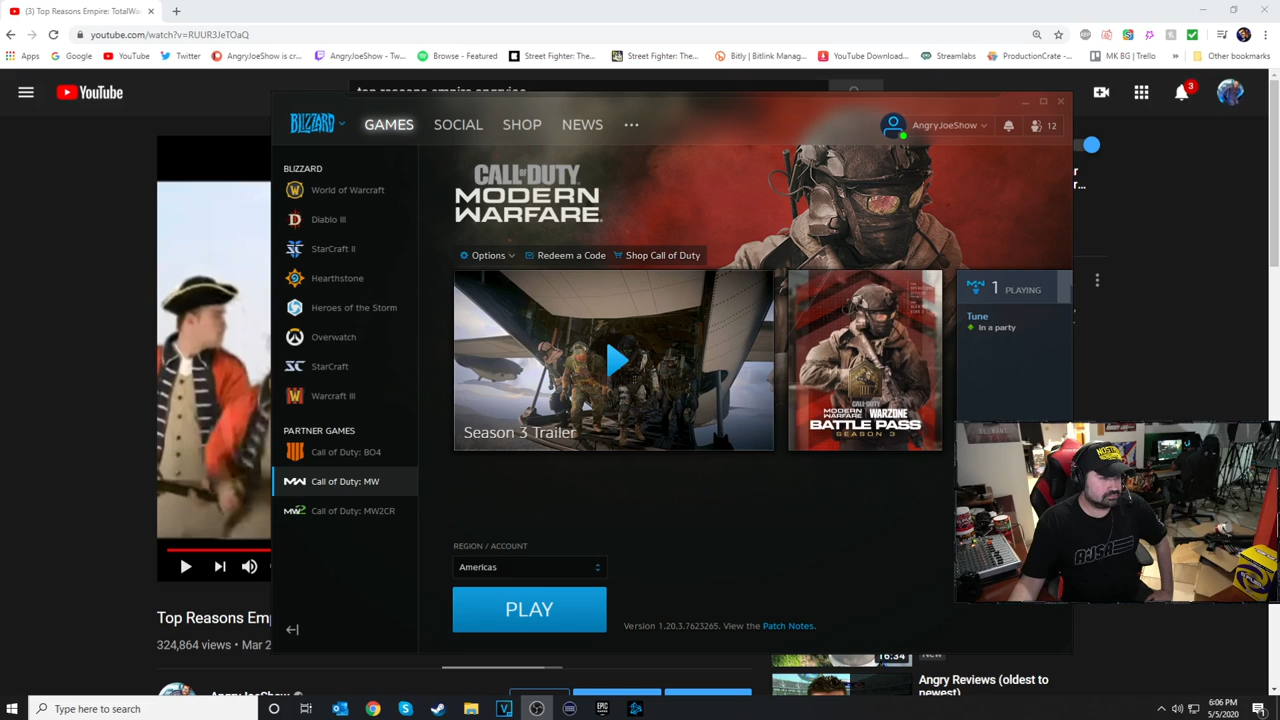 (3) Top Reasons Empire: TotalWa
youtube.com/watch?v=RUUR3JeTOaQ
Apps
Google
YouTube
Twitter
AngryJoeShow is cr...
AngryJoeShow - Tw...
Browse - Featured
Street Fighter: The...
Street Fighter: The...
Bitly | Bitlink Manag...
YouTube Download...
Streamlabs
ProductionCrate - ...
MK BG | Trello
Other bookmarks
YouTube
3
BLIZZARD
GAMES
SOCIAL
SHOP
NEWS
AngryJoeShow
12
BLIZZARD
World of Warcraft
Diablo III
StarCraft II
Hearthstone
Heroes of the Storm
Overwatch
StarCraft
Warcraft III
PARTNER GAMES
Call of Duty: BO4
Call of Duty: MW
Call of Duty: MW2CR
CALL OF DUTY
MODERN
WARFARE
Options
Redeem a Code
Shop Call of Duty
Season 3 Trailer
CALL OF DUTY
MODERN WARFARE WARZONE
BATTLE PASS
SEASON 3
1 PLAYING
Tune
In a party
REGION / ACCOUNT
Americas
PLAY
Version 1.20.3.7623265. View the Patch Notes.
Top Reasons Emp
324,864 views • Mar 2
AngryJoeShow
16:34
New
Angry Reviews (oldest to
newest)
Type here to search
6:06 PM
5/5/2020